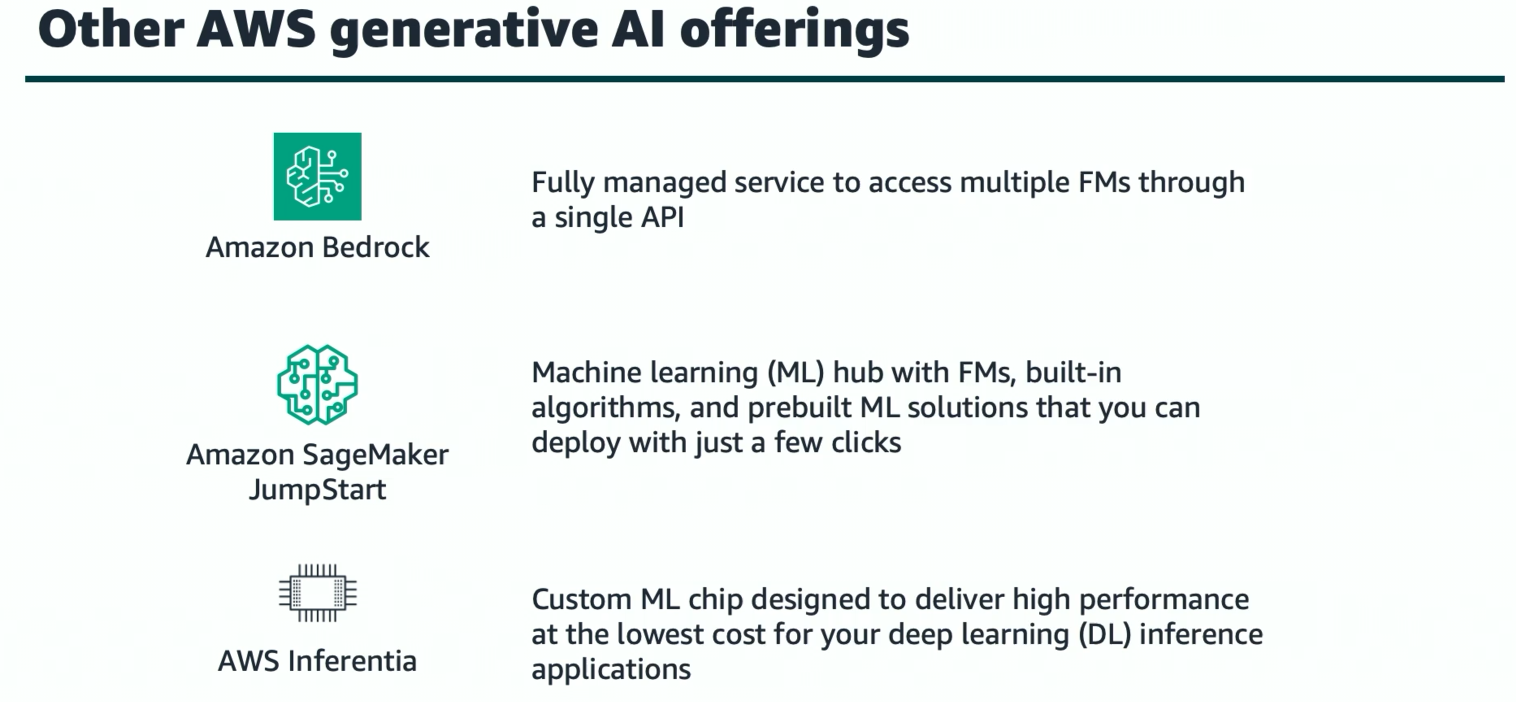 Other AWS generative AI offerings
Amazon Bedrock
Fully managed service to access multiple FMs through
a single API
Amazon SageMaker
JumpStart
Machine learning (ML) hub with FMs, built-in
algorithms, and prebuilt ML solutions that you can
deploy with just a few clicks
AWS Inferentia
Custom ML chip designed to deliver high performance
at the lowest cost for your deep learning (DL) inference
applications